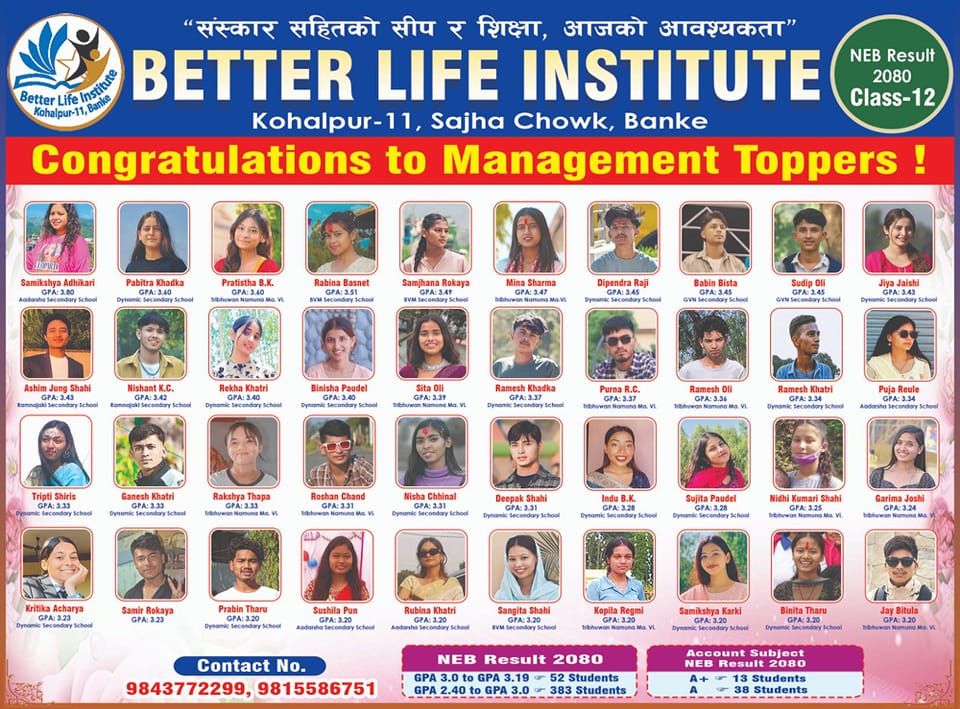 “संस्कार सहितको सीप र शिक्षा, आजको आवश्यकता”
BETTER LIFE INSTITUTE
Kohalpur-11, Sajha Chowk, Banke
Better Life Institute
Kohalpur-11, Banke
NEB Result
2080
Class-12
Congratulations to Management Toppers !
Samikshya Adhikari
GPA: 3.80
Aadarsha Secondary School
Pabitra Khadka
GPA: 3.60
Dynamic Secondary School
Pratistha B.K.
GPA: 3.60
Tribhuwan Namuna Ma. Vi.
Rabina Basnet
GPA: 3.51
BVM Secondary School
Samjhana Rokaya
GPA: 3.49
BVM Secondary School
Mina Sharma
GPA: 3.47
Tribhuwan Namuna Ma. Vi.
Dipendra Raji
GPA: 3.45
Dynamic Secondary School
Babin Bista
GPA: 3.45
GVN Secondary School
Sudip Oli
GPA: 3.45
GVN Secondary School
Jiya Jaishi
GPA: 3.43
Dynamic Secondary School
Ashim Jung Shahi
GPA: 3.43
Ramnajaki Secondary School
Nishant K.C.
GPA: 3.42
Ramnajaki Secondary School
Rekha Khatri
GPA: 3.40
Dynamic Secondary School
Binisha Paudel
GPA: 3.40
Dynamic Secondary School
Sita Oli
GPA: 3.39
Tribhuwan Namuna Ma. Vi.
Ramesh Khadka
GPA: 3.37
Dynamic Secondary School
Purna R.C.
GPA: 3.37
Tribhuwan Namuna Ma. Vi.
Ramesh Oli
GPA: 3.36
Tribhuwan Namuna Ma. Vi.
Ramesh Khatri
GPA: 3.34
Dynamic Secondary School
Puja Reule
GPA: 3.34
Aadarsha Secondary School
Tripti Shiris
GPA: 3.33
Dynamic Secondary School
Ganesh Khatri
GPA: 3.33
Dynamic Secondary School
Rakshya Thapa
GPA: 3.33
Tribhuwan Namuna Ma. Vi.
Roshan Chand
GPA: 3.31
Tribhuwan Namuna Ma. Vi.
Nisha Chhinal
GPA: 3.31
Dynamic Secondary School
Deepak Shahi
GPA: 3.31
Dynamic Secondary School
Indu B.K.
GPA: 3.28
Dynamic Secondary School
Sujita Paudel
GPA: 3.28
Dynamic Secondary School
Nidhi Kumari Shahi
GPA: 3.25
Tribhuwan Namuna Ma. Vi.
Garima Joshi
GPA: 3.24
Tribhuwan Namuna Ma. Vi.
Kritika Acharya
GPA: 3.23
Dynamic Secondary School
Samir Rokaya
GPA: 3.23
Prabin Tharu
GPA: 3.20
Dynamic Secondary School
Sushila Pun
GPA: 3.20
Aadarsha Secondary School
Rubina Khatri
GPA: 3.20
Aadarsha Secondary School
Sangita Shahi
GPA: 3.20
BVM Secondary School
Kopila Regmi
GPA: 3.20
Tribhuwan Namuna Ma. Vi.
Samikshya Karki
GPA: 3.20
Dynamic Secondary School
Binita Tharu
GPA: 3.20
Tribhuwan Namuna Ma. Vi.
Jay Bitula
GPA: 3.20
Tribhuwan Namuna Ma. Vi.
Contact No.
9843772299, 9815586751
NEB Result 2080
GPA 3.0 to GPA 3.19 ☞ 52 Students
GPA 2.40 to GPA 3.0 ☞ 383 Students
Account Subject
NEB Result 2080
A+ ☞ 13 Students
A ☞ 38 Students